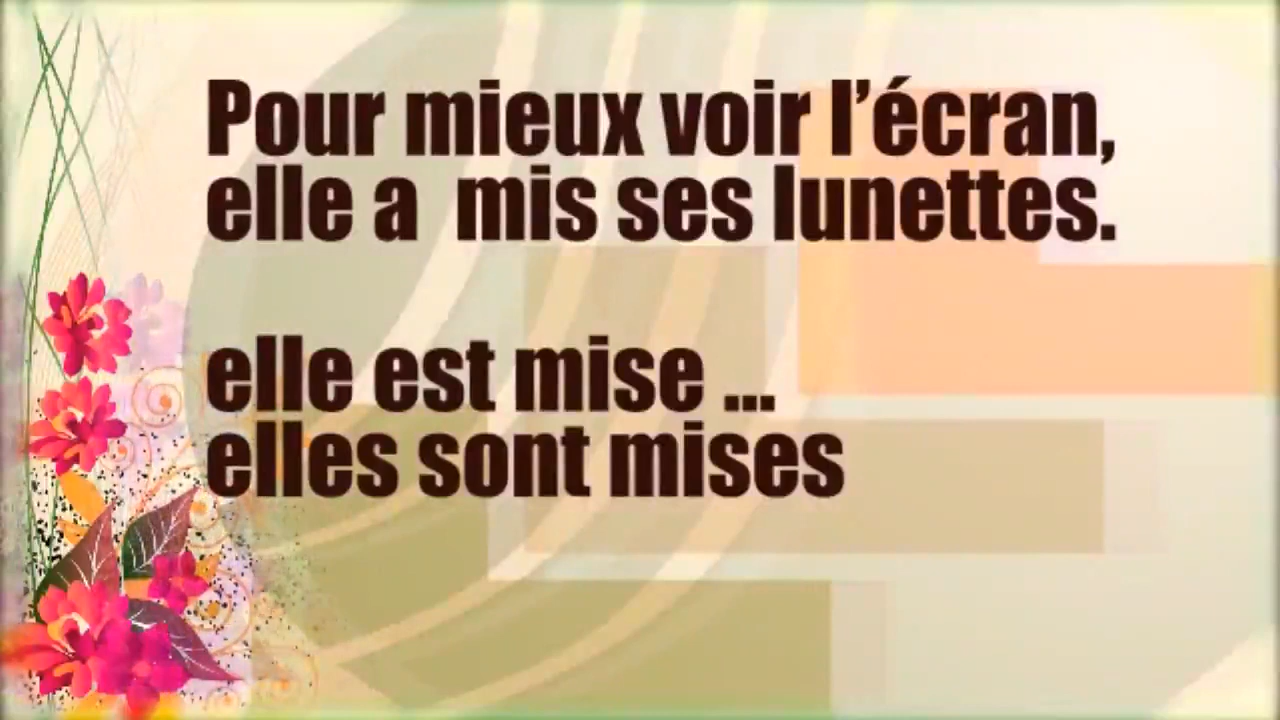 Pour mieux voir l’écran,
elle a  mis ses lunettes.
elle est mise ...
elles sont mises